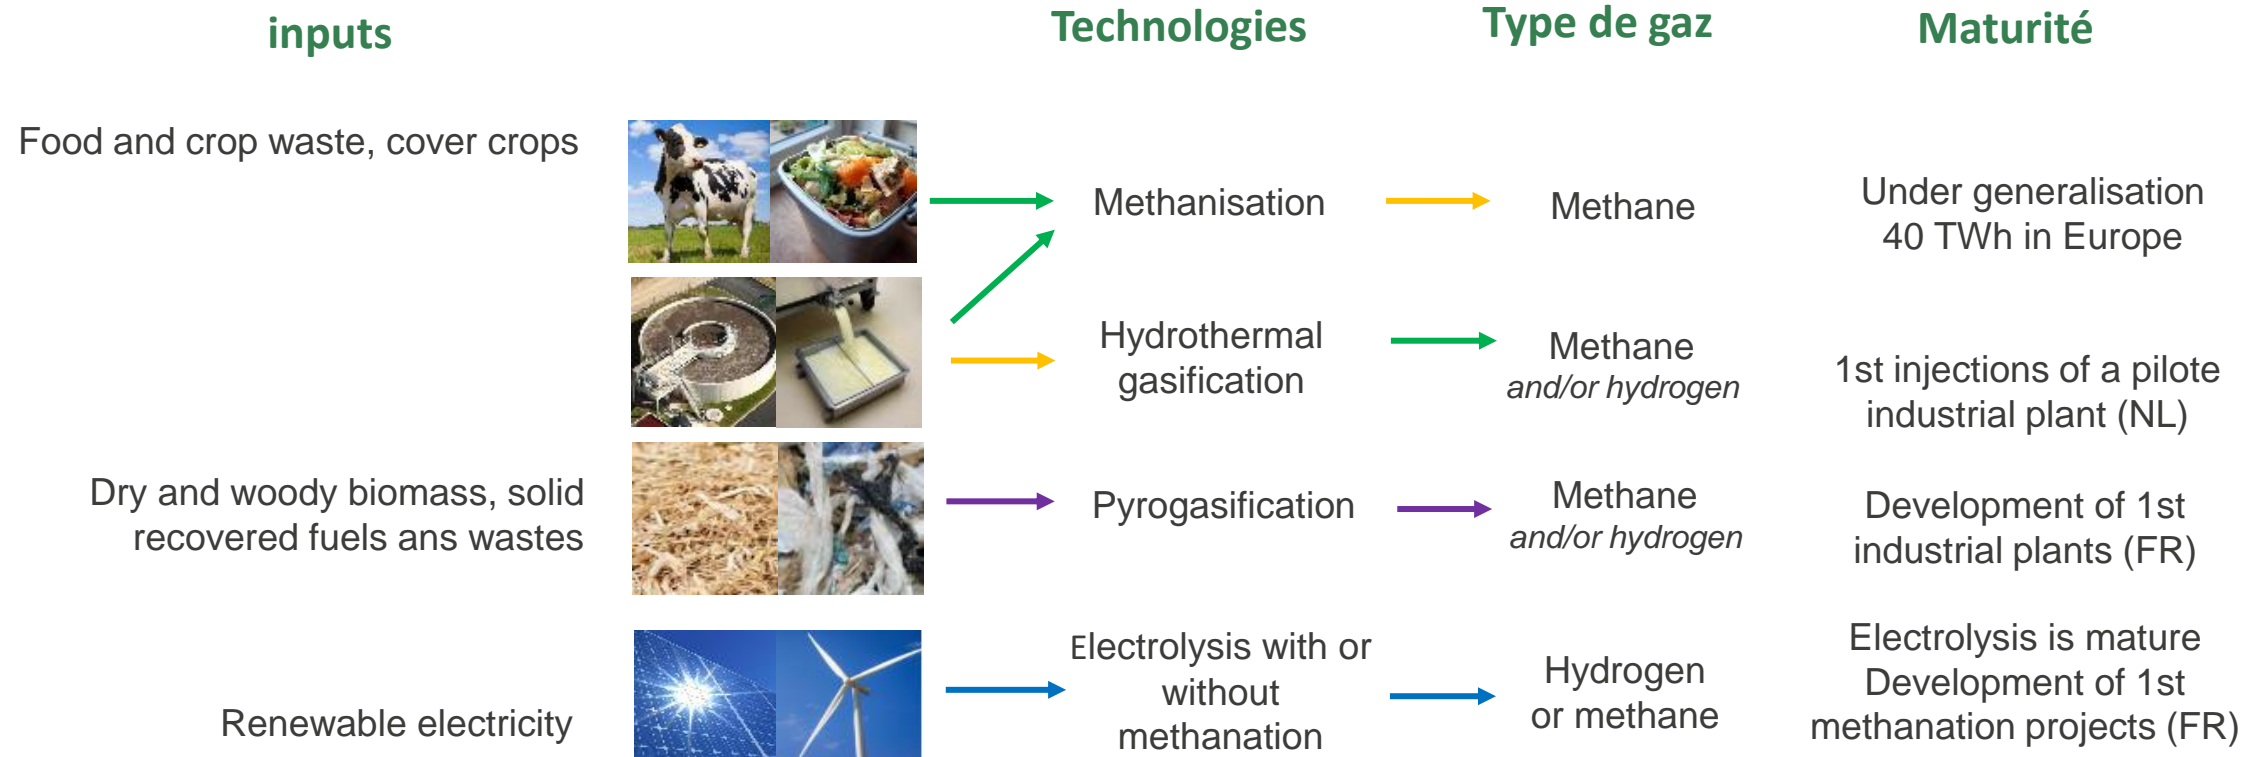 inputs
Technologies
Type de gaz
Maturité
Food and crop waste, cover crops
Methanisation
Methane
Under generalisation
40 TWh in Europe
Hydrothermal
gasification
Methane
and/or hydrogen
1st injections of a pilote
industrial plant (NL)
Dry and woody biomass, solid
recovered fuels ans wastes
Pyrogasification
Methane
and/or hydrogen
Development of 1st
industrial plants (FR)
Renewable electricity
Electrolysis with or
without
methanation
Hydrogen
or methane
Electrolysis is mature
Development of 1st
methanation projects (FR)